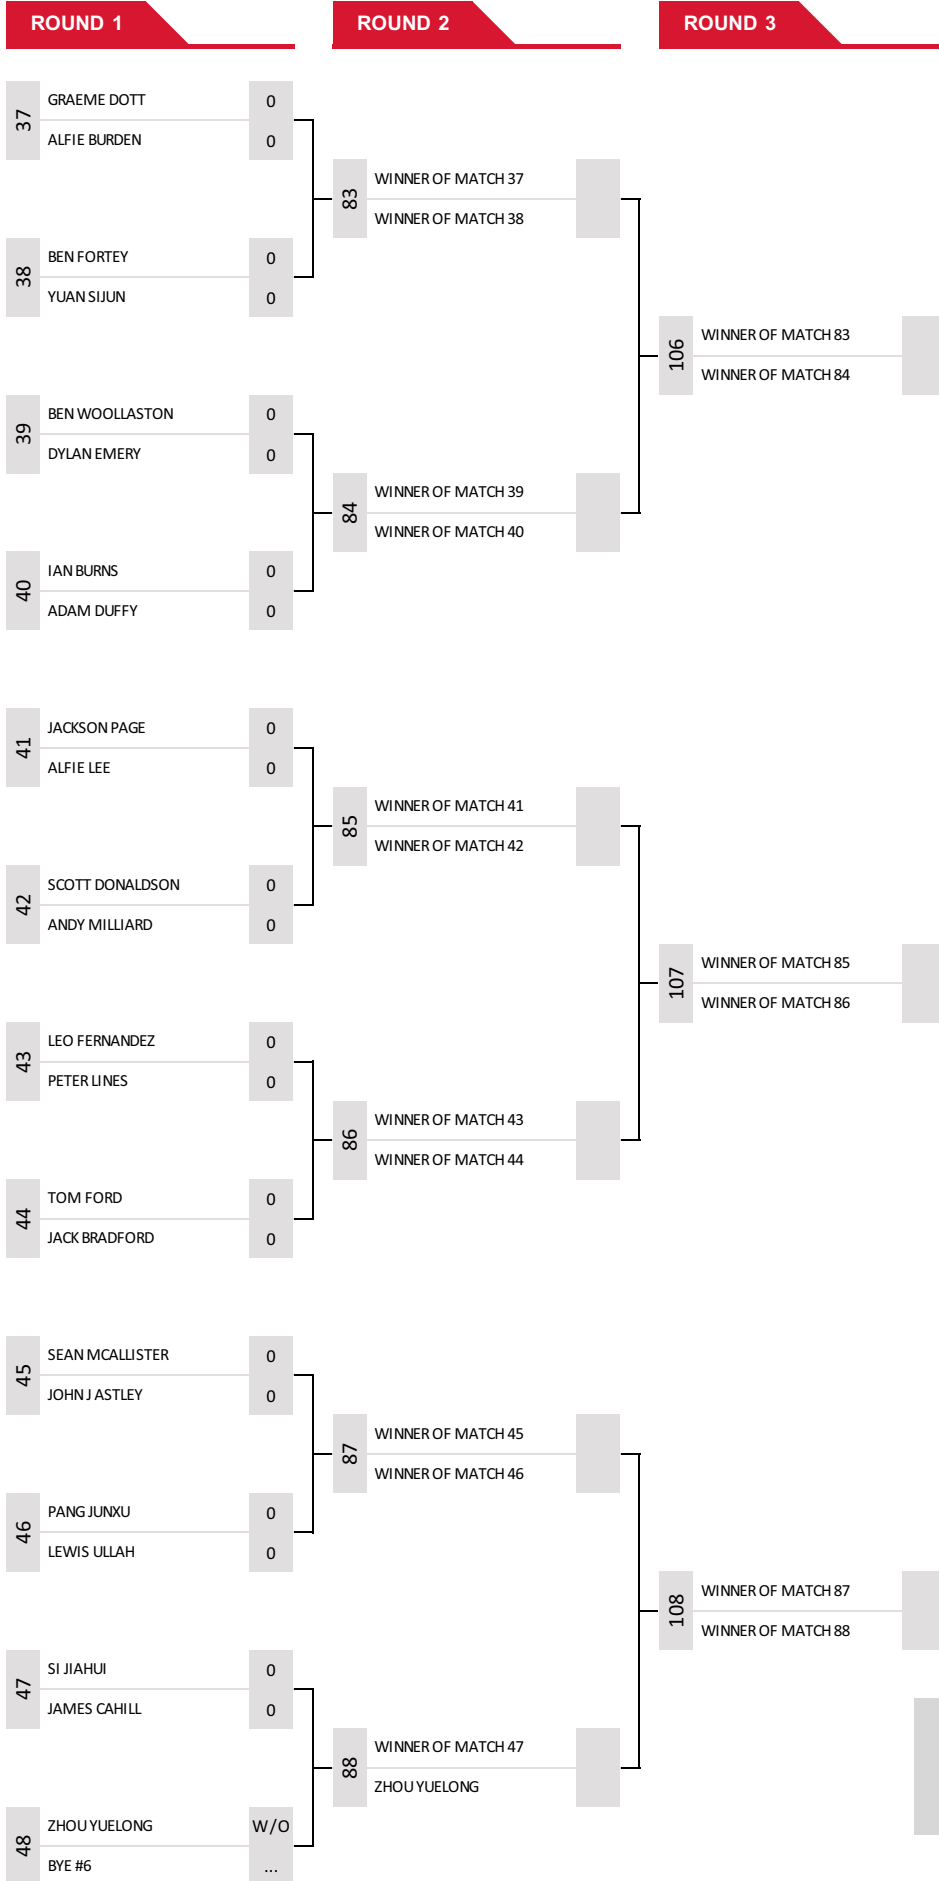 ROUND 1
ROUND 2
ROUND 3
37
GRAEME DOTT 0
ALFIE BURDEN 0
83
WINNER OF MATCH 37
WINNER OF MATCH 38
38
BEN FORTEY 0
YUAN SIJUN 0
106
WINNER OF MATCH 83
WINNER OF MATCH 84
39
BEN WOOLLASTON 0
DYLAN EMERY 0
84
WINNER OF MATCH 39
WINNER OF MATCH 40
40
IAN BURNS 0
ADAM DUFFY 0
41
JACKSON PAGE 0
ALFIE LEE 0
85
WINNER OF MATCH 41
WINNER OF MATCH 42
42
SCOTT DONALDSON 0
ANDY MILLIARD 0
107
WINNER OF MATCH 85
WINNER OF MATCH 86
43
LEO FERNANDEZ 0
PETER LINES 0
86
WINNER OF MATCH 43
WINNER OF MATCH 44
44
TOM FORD 0
JACK BRADFORD 0
45
SEAN MCALLISTER 0
JOHN J ASTLEY 0
87
WINNER OF MATCH 45
WINNER OF MATCH 46
46
PANG JUNXU 0
LEWIS ULLAH 0
108
WINNER OF MATCH 87
WINNER OF MATCH 88
47
SI JIAHUI 0
JAMES CAHILL 0
88
WINNER OF MATCH 47
ZHOU YUELONG
48
ZHOU YUELONG W/O
BYE #6 ...